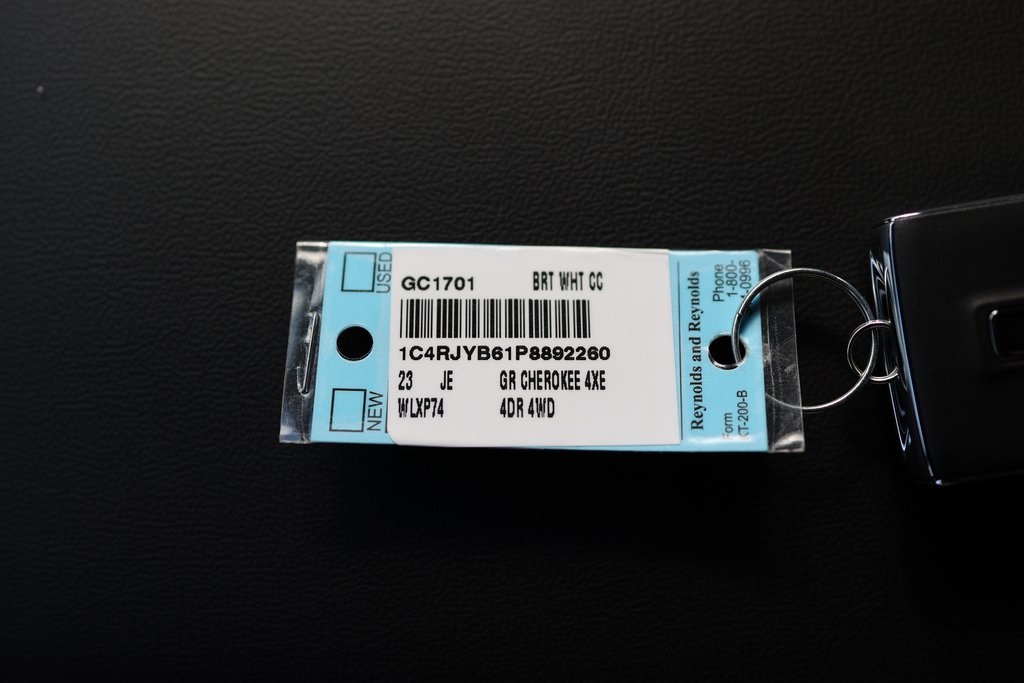 USED
NEW
GC1701 BRT WHT CC
1C4RJYB61P8892260
23 JE GR CHEROKEE 4XE
WLXP74 4DR 4WD
Reynolds and Reynolds
Phone
1-800-
-0996
Form
KT-200-B